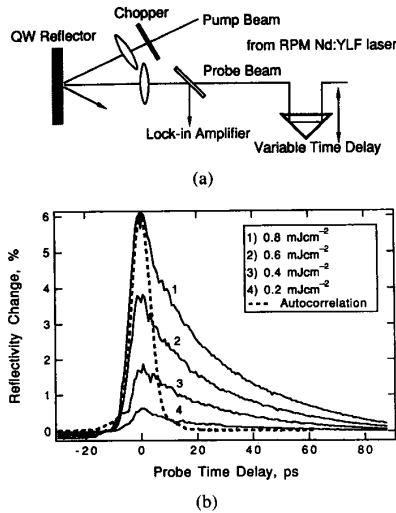 Chopper
Pump Beam
QW Reflector
from RPM Nd:YLF laser
Probe Beam
Lock-in Amplifier
Variable Time Delay
(a)
6
5
4
3
2
1
0
Reflectivity Change, %
1) 0.8 mJcm-2
2) 0.6 mJcm-2
3) 0.4 mJcm-2
4) 0.2 mJcm-2
Autocorrelation
1
2
3
4
-20 0 20 40 60 80
Probe Time Delay, ps
(b)